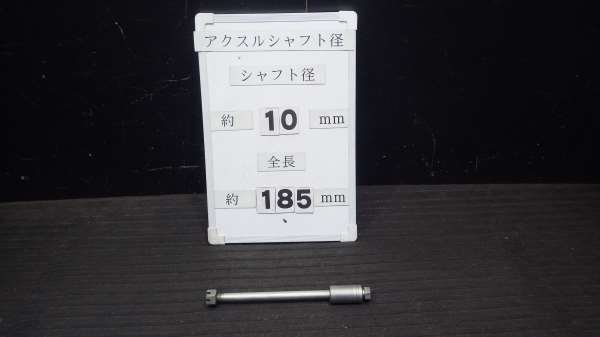 アクスルシャフト径
シャフト径
約 10 mm
全長
約 185 mm